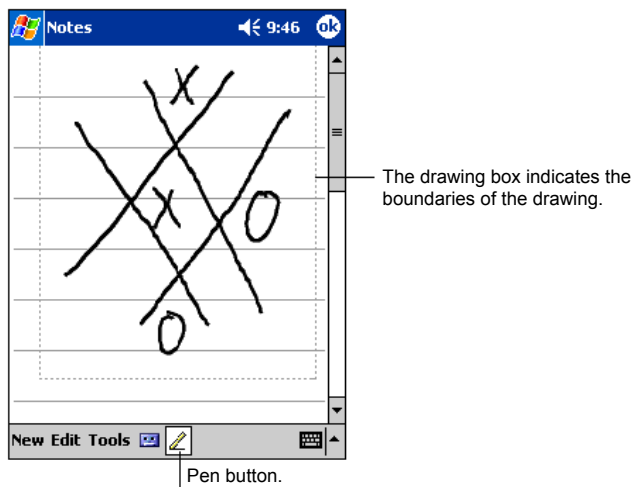 Notes 9:46 ok
X
X
O
O
The drawing box indicates the
boundaries of the drawing.
New Edit Tools
Pen button.